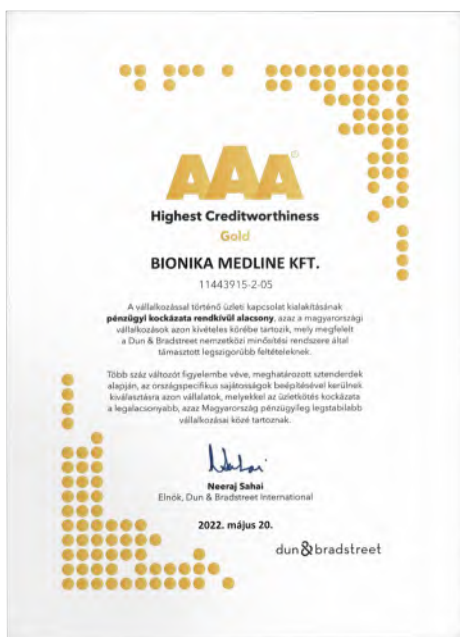 AAA®
Highest Creditworthiness
Gold
BIONIKA MEDLINE KFT.
11443915-2-05
A vállalkozással történő üzleti kapcsolat kialakításának
pénzügyi kockázata rendkívül alacsony, azaz a magyarországi
vállalkozások azon kivételes körébe tartozik, mely megfelelt
a Dun & Bradstreet nemzetközi minősítési rendszere által
támasztott legszigorúbb feltételeknek.
Több száz változót figyelembe véve, meghatározott sztenderdek
alapján, az országspecifikus sajátosságok beépítésével kerülnek
kiválasztásra azon vállalatok, melyekkel az üzletkötés kockázata
a legalacsonyabb, azaz Magyarország pénzügyileg legstabilabb
vállalkozásai közé tartoznak.
Neeraj Sahai
Elnök, Dun & Bradstreet International
2022. május 20.
dun & bradstreet